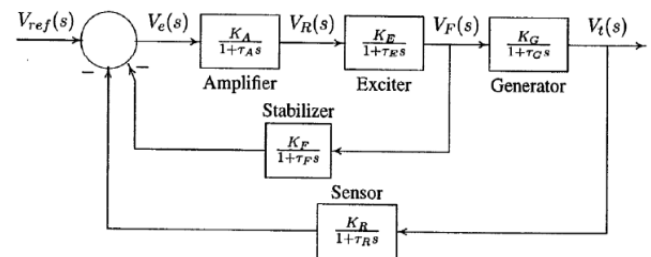 V_ref(s) V_e(s) K_A/(1+τ_A s) V_R(s) K_E/(1+τ_E s) V_F(s) K_G/(1+τ_G s) V_t(s)
− −
Amplifier Exciter Generator
Stabilizer
K_F/(1+τ_F s)
Sensor
K_R/(1+τ_R s)